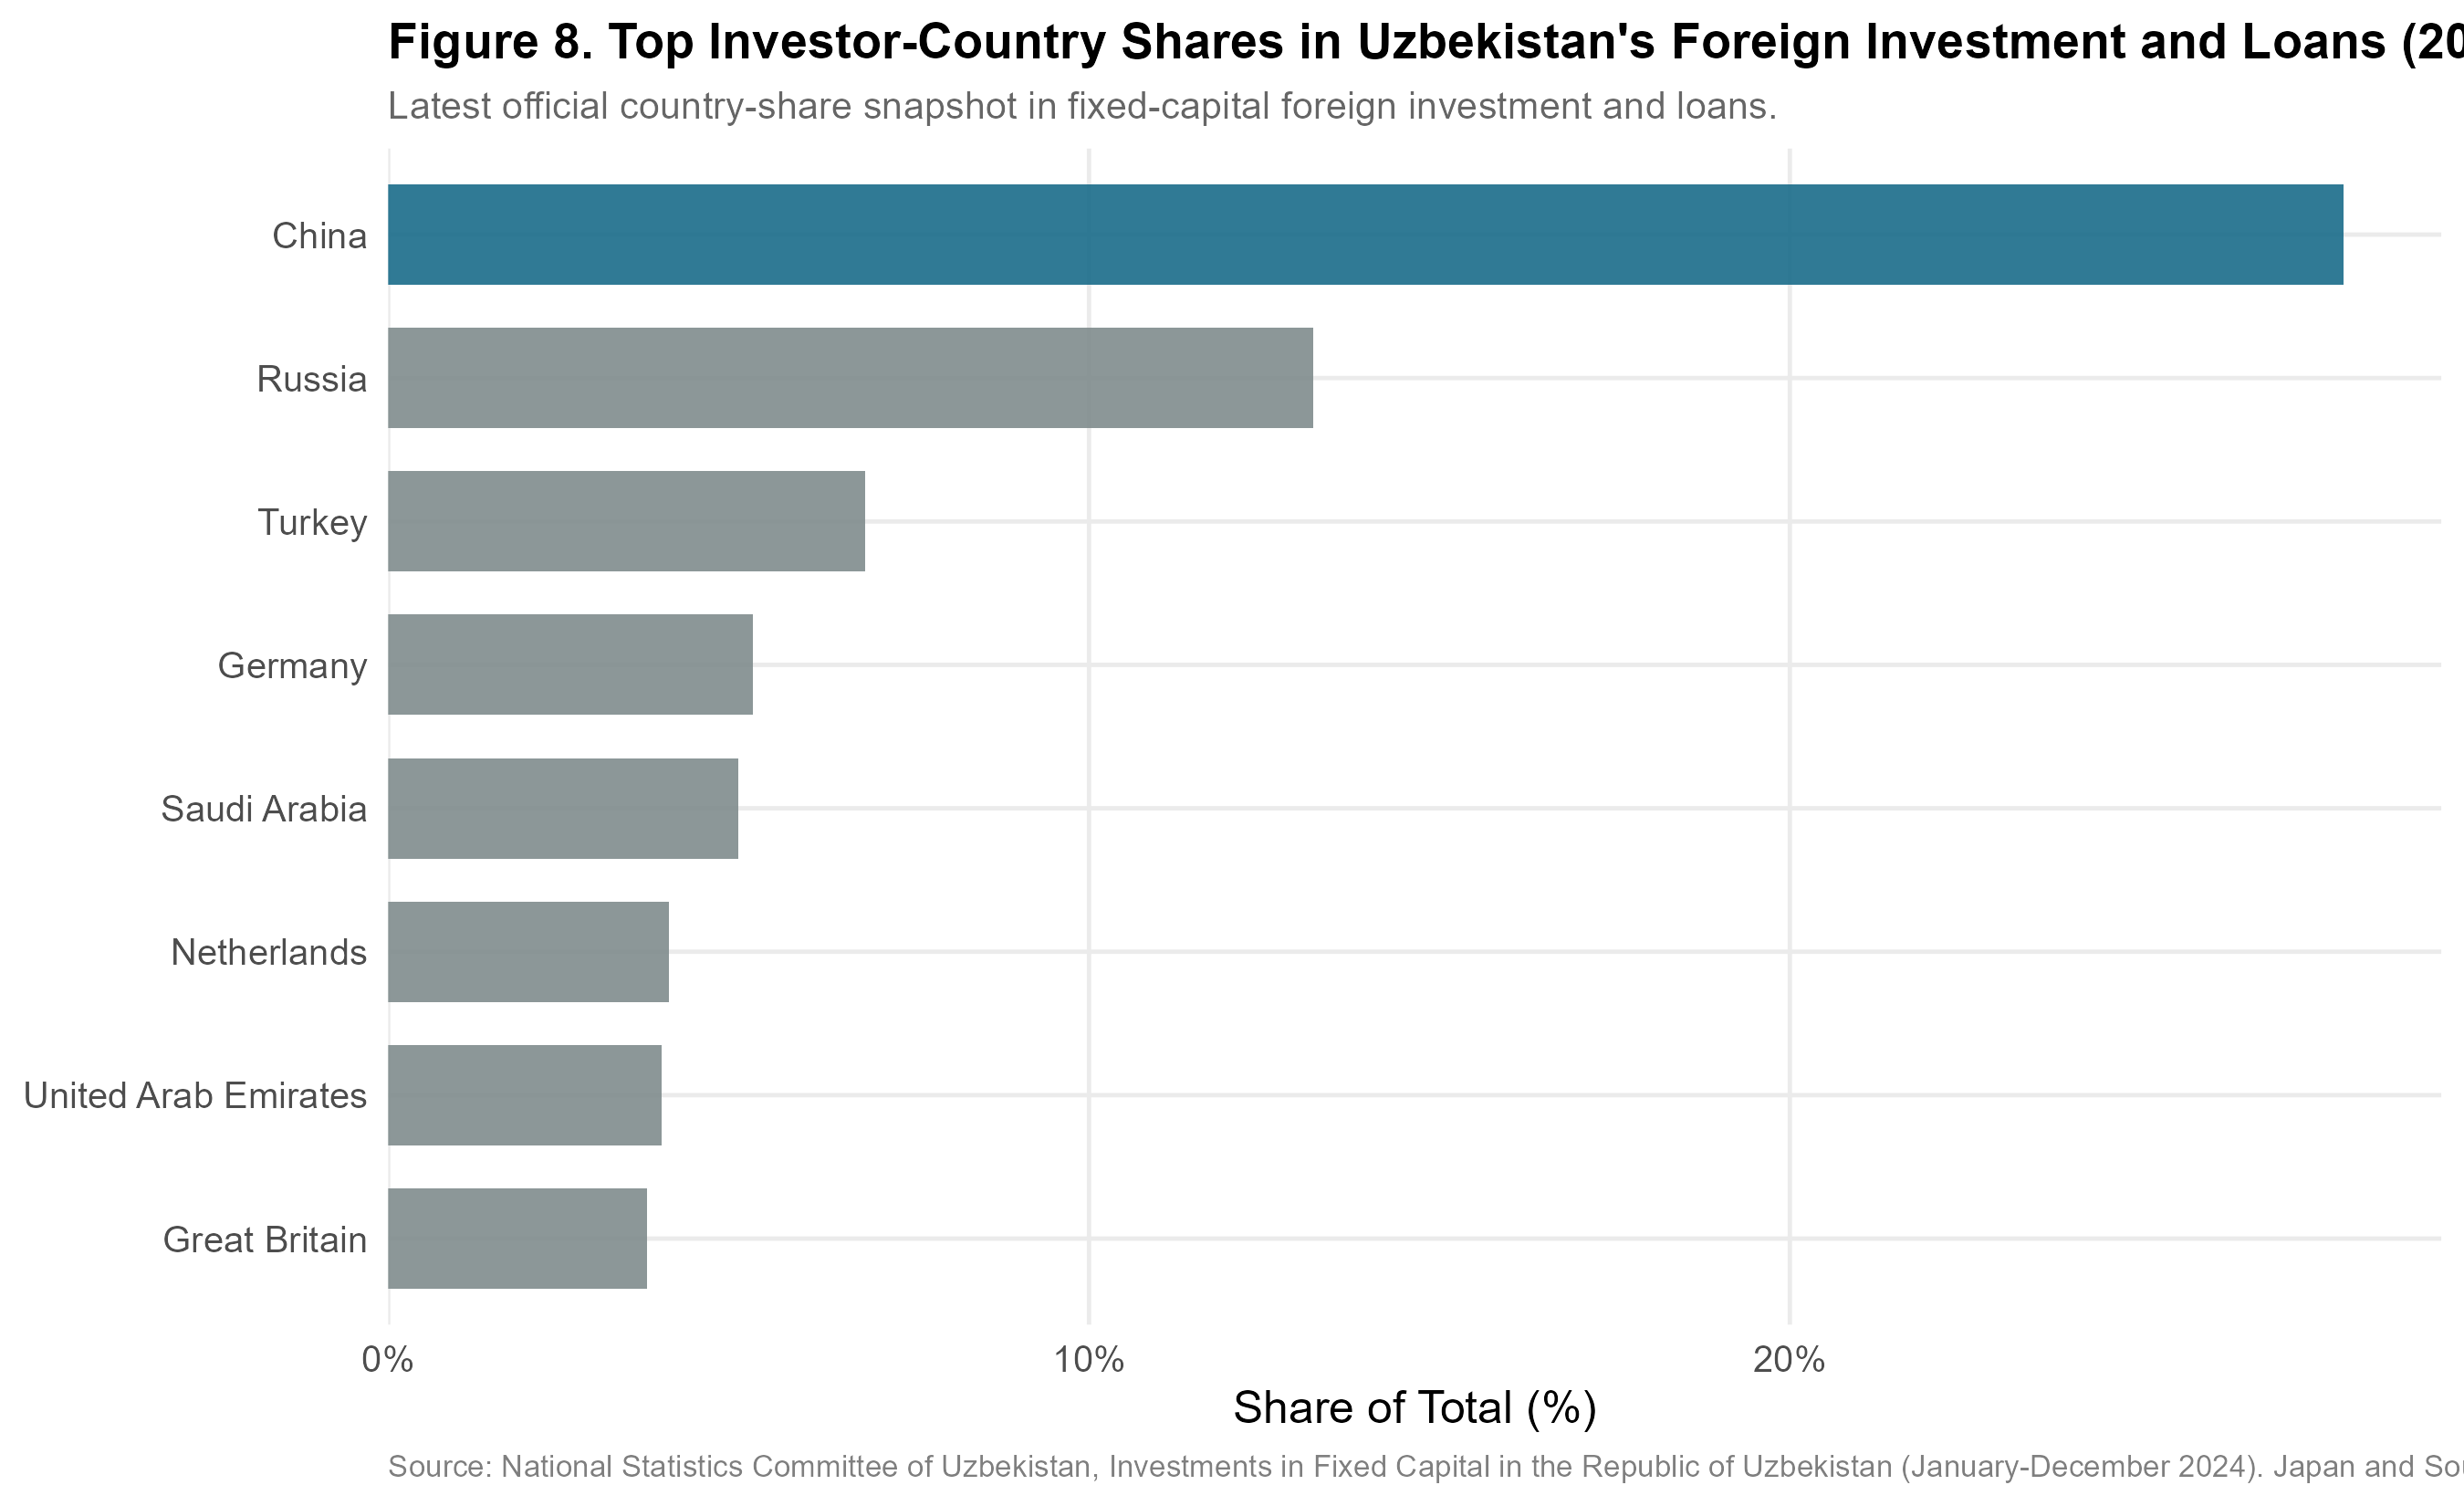 Figure 8. Top Investor-Country Shares in Uzbekistan's Foreign Investment and Loans (20
Latest official country-share snapshot in fixed-capital foreign investment and loans.
China
Russia
Turkey
Germany
Saudi Arabia
Netherlands
United Arab Emirates
Great Britain
0% 10% 20%
Share of Total (%)
Source: National Statistics Committee of Uzbekistan, Investments in Fixed Capital in the Republic of Uzbekistan (January-December 2024). Japan and